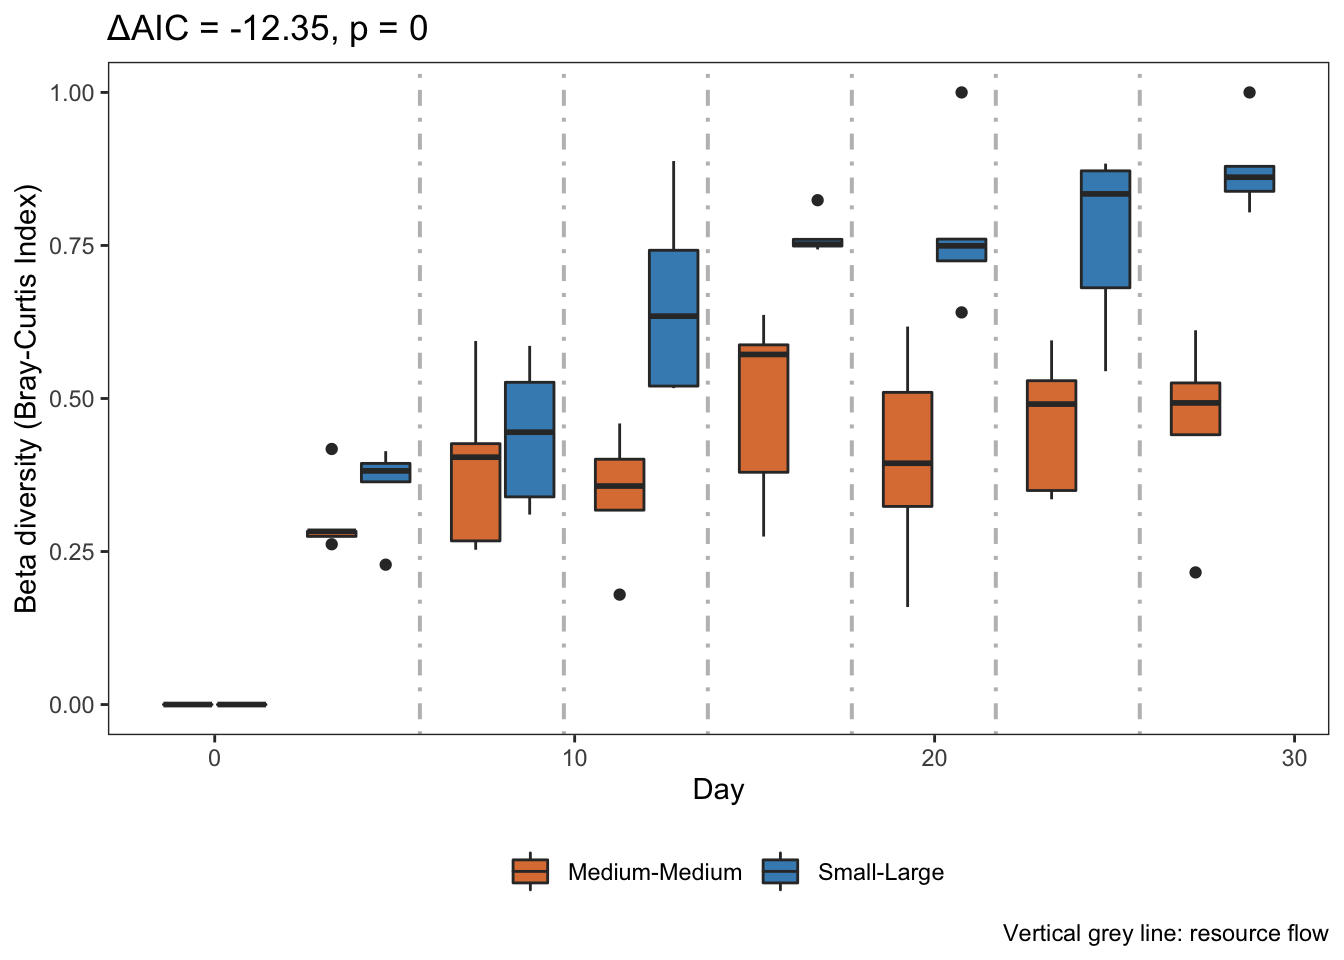 ΔAIC = -12.35, p = 0
Beta diversity (Bray-Curtis Index)
1.00
0.75
0.50
0.25
0.00
0 10 20 30
Day
Medium-Medium Small-Large
Vertical grey line: resource flow